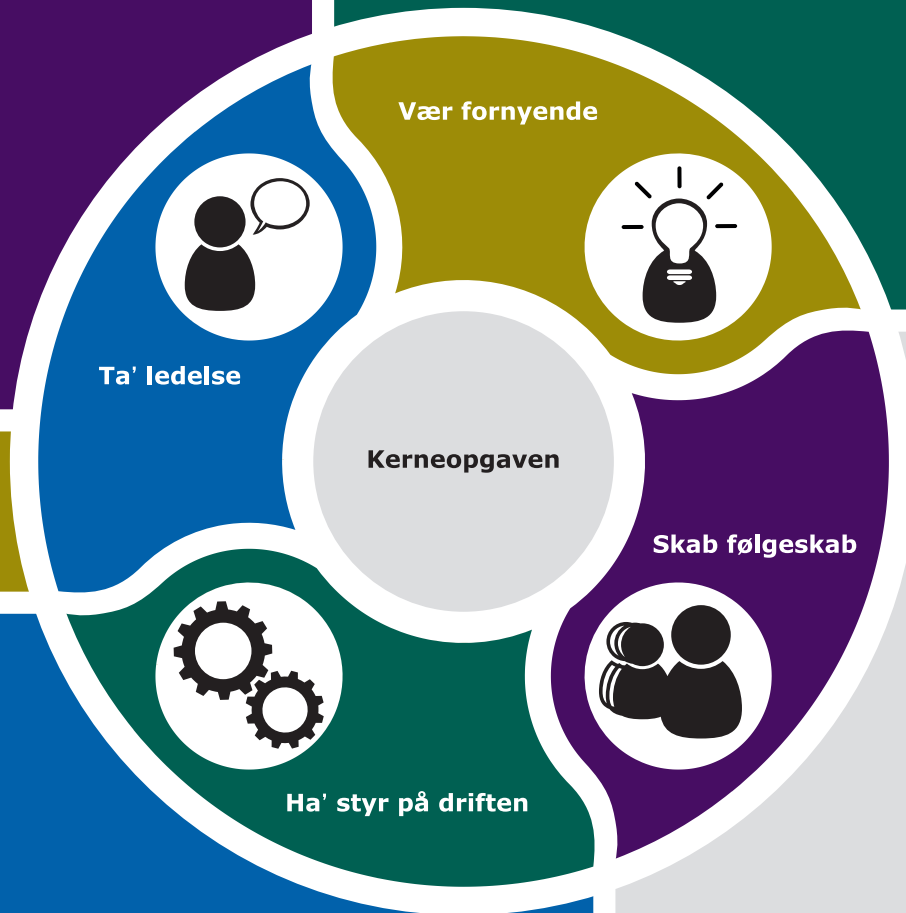 Vær fornyende
Ta' ledelse
Kerneopgaven
Skab følgeskab
Ha' styr på driften